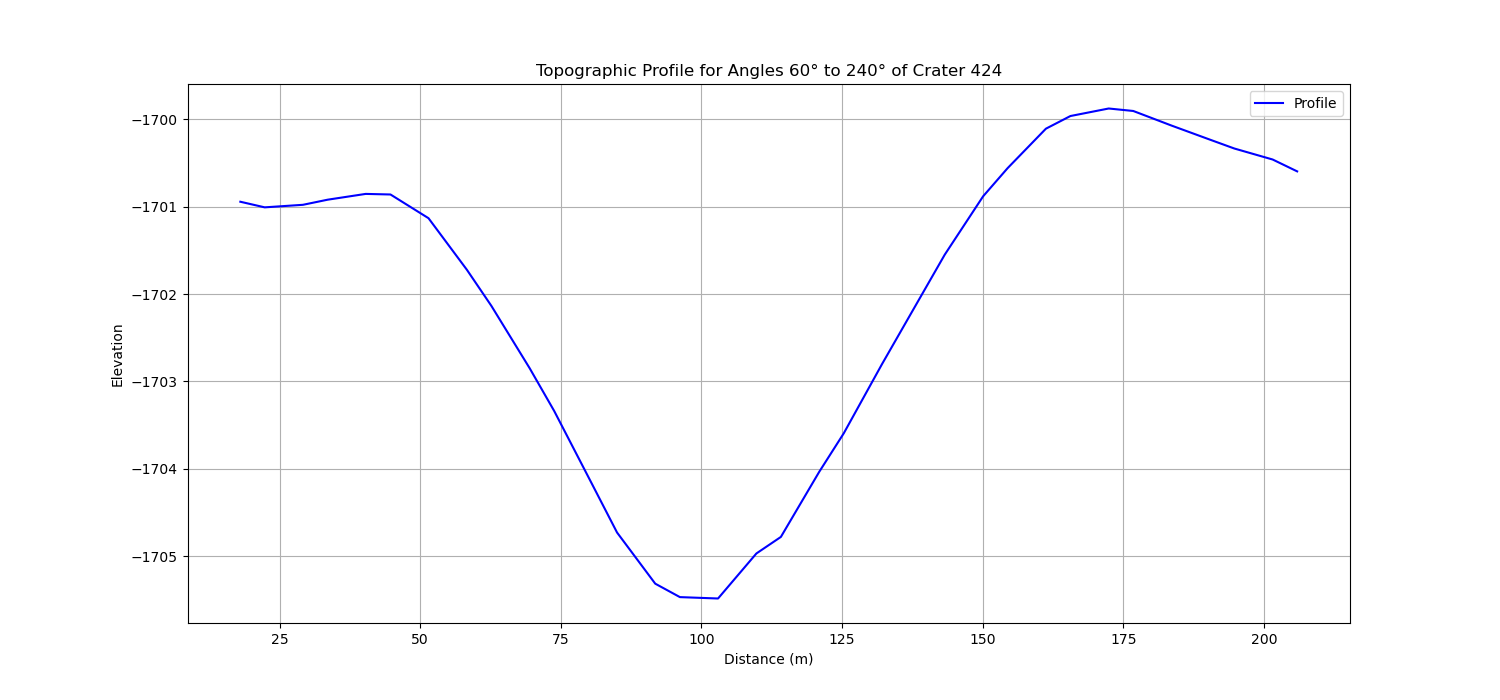 Topographic Profile for Angles 60° to 240° of Crater 424
Profile
−1700
−1701
−1702
−1703
−1704
−1705
Elevation
25 50 75 100 125 150 175 200
Distance (m)